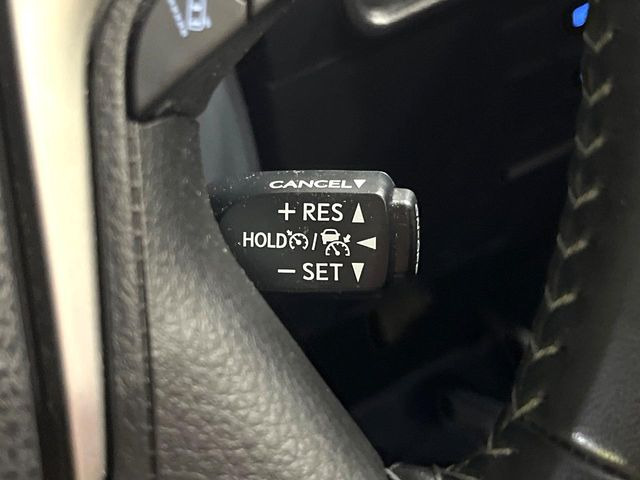 CANCEL▼
+ RES ▲
HOLD / ◄
− SET ▼